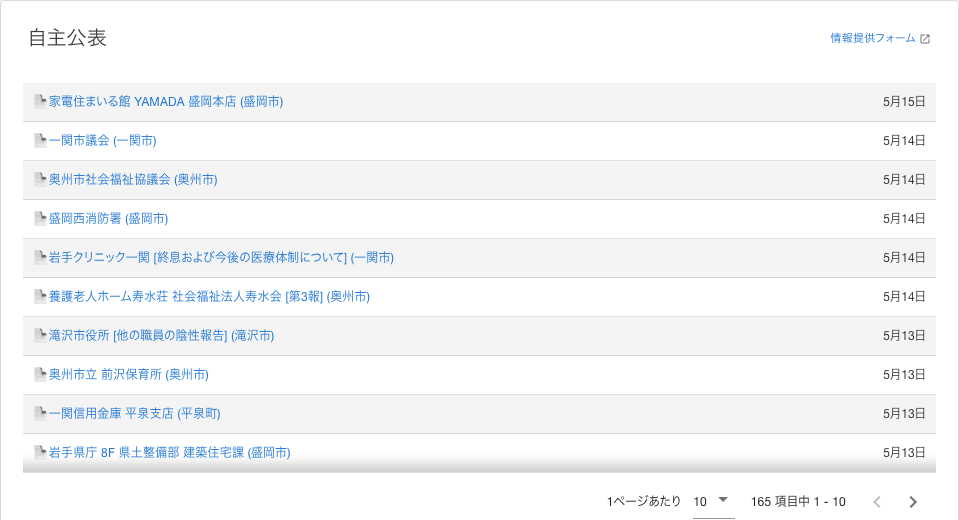 自主公表
情報提供フォーム
家電住まいる館 YAMADA 盛岡本店 (盛岡市) 5月15日
一関市議会 (一関市) 5月14日
奥州市社会福祉協議会 (奥州市) 5月14日
盛岡西消防署 (盛岡市) 5月14日
岩手クリニック一関 [終息および今後の医療体制について] (一関市) 5月14日
養護老人ホーム寿水荘 社会福祉法人寿水会 [第3報] (奥州市) 5月14日
滝沢市役所 [他の職員の陰性報告] (滝沢市) 5月13日
奥州市立 前沢保育所 (奥州市) 5月13日
一関信用金庫 平泉支店 (平泉町) 5月13日
岩手県庁 8F 県土整備部 建築住宅課 (盛岡市) 5月13日
1ページあたり 10 165 項目中 1 - 10